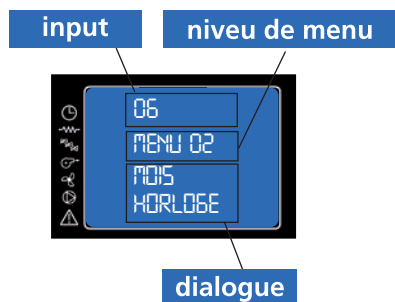 input
niveu de menu
06
MENU 02
MOIS
HORLOGE
dialogue